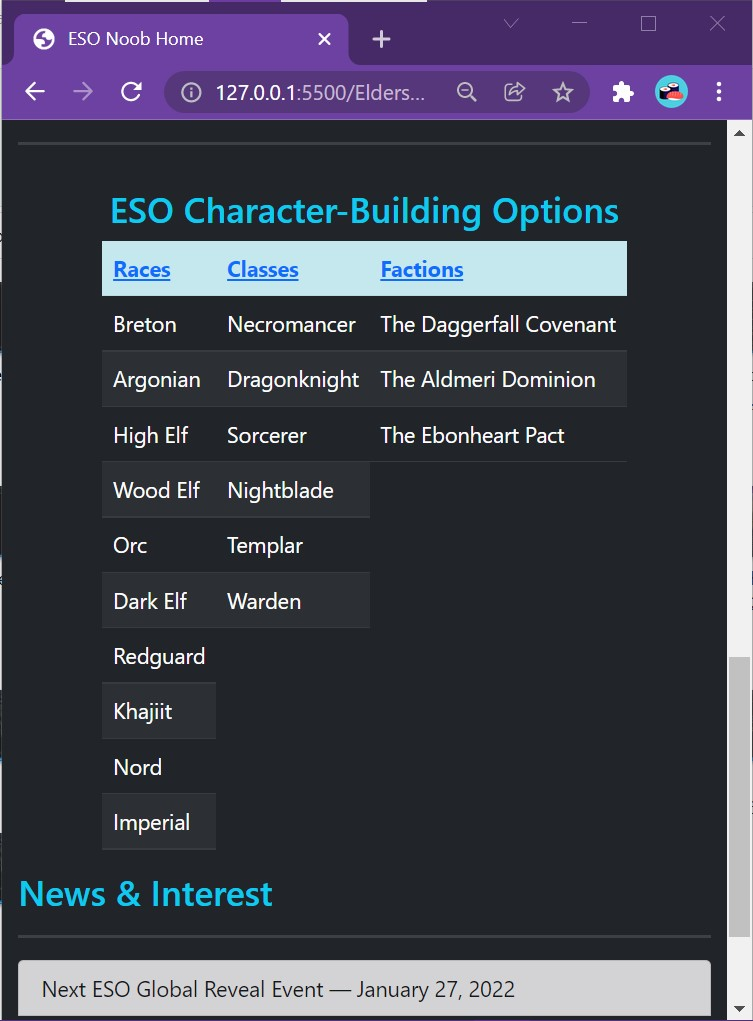 ESO Noob Home
127.0.0.1:5500/Elders...
ESO Character-Building Options
Races Classes Factions
Breton Necromancer The Daggerfall Covenant
Argonian Dragonknight The Aldmeri Dominion
High Elf Sorcerer The Ebonheart Pact
Wood Elf Nightblade
Orc Templar
Dark Elf Warden
Redguard
Khajiit
Nord
Imperial
News & Interest
Next ESO Global Reveal Event — January 27, 2022